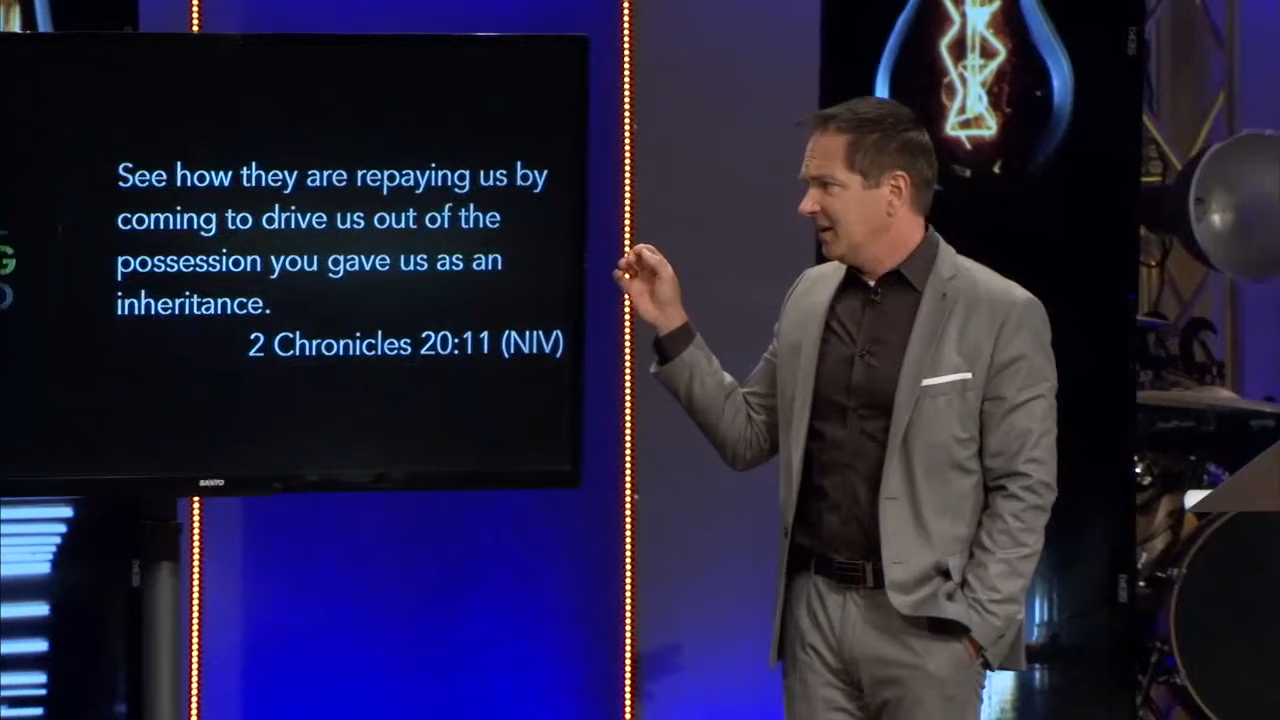 See how they are repaying us by
coming to drive us out of the
possession you gave us as an
inheritance.
2 Chronicles 20:11 (NIV)
SANYO